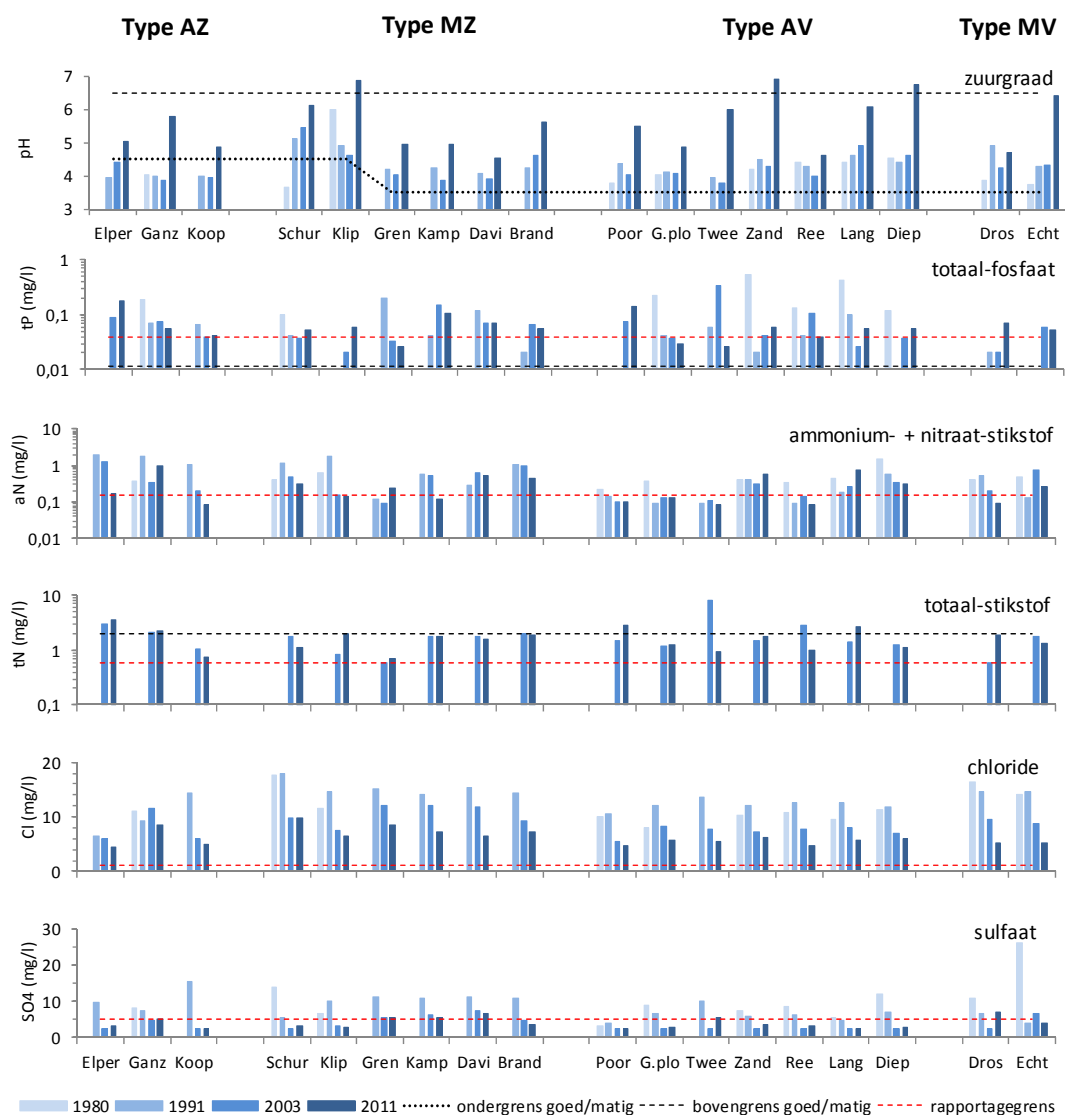 Type AZ Type MZ Type AV Type MV
zuurgraad
pH
7
6
5
4
3
Elper Ganz Koop Schur Klip Gren Kamp Davi Brand Poor G.plo Twee Zand Ree Lang Diep Dros Echt
totaal-fosfaat
tP (mg/l)
1
0,1
0,01
ammonium- + nitraat-stikstof
aN (mg/l)
10
1
0,1
0,01
totaal-stikstof
tN (mg/l)
10
1
0,1
chloride
Cl (mg/l)
20
10
0
sulfaat
SO4 (mg/l)
30
20
10
0
Elper Ganz Koop Schur Klip Gren Kamp Davi Brand Poor G.plo Twee Zand Ree Lang Diep Dros Echt
1980 1991 2003 2011 ondergrens goed/matig bovengrens goed/matig rapportagegrens